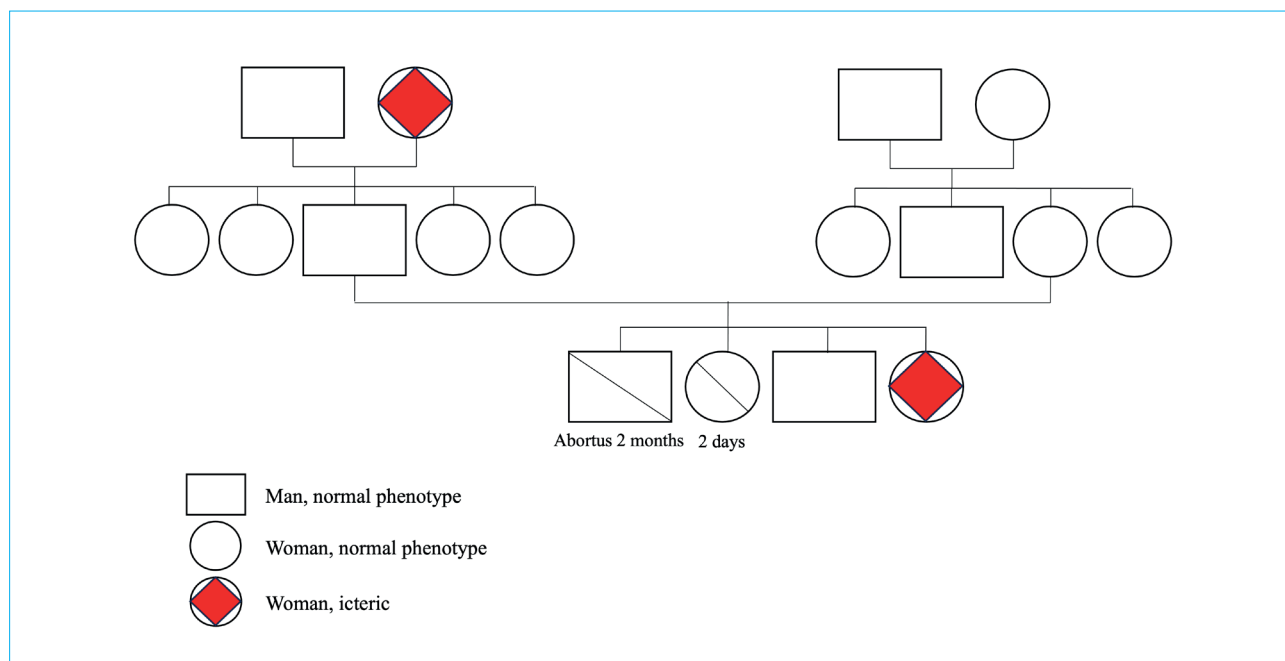 Abortus 2 months 2 days
Man, normal phenotype
Woman, normal phenotype
Woman, icteric